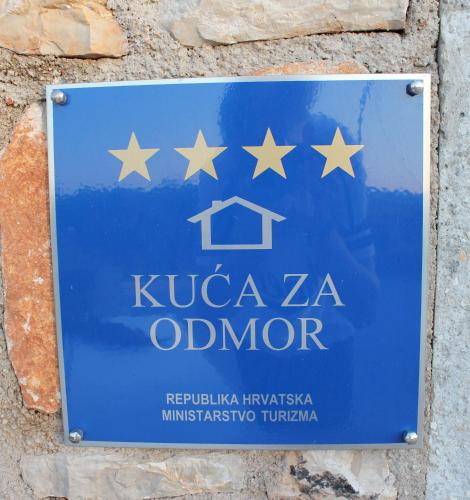 KUĆA ZA
ODMOR
REPUBLIKA HRVATSKA
MINISTARSTVO TURIZMA